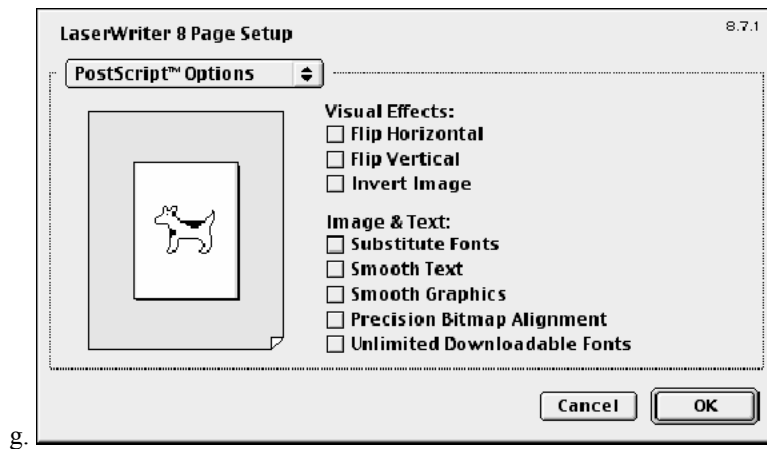 LaserWriter 8 Page Setup
8.7.1
PostScript™ Options
Visual Effects:
Flip Horizontal
Flip Vertical
Invert Image
Image & Text:
Substitute Fonts
Smooth Text
Smooth Graphics
Precision Bitmap Alignment
Unlimited Downloadable Fonts
Cancel
OK
g.